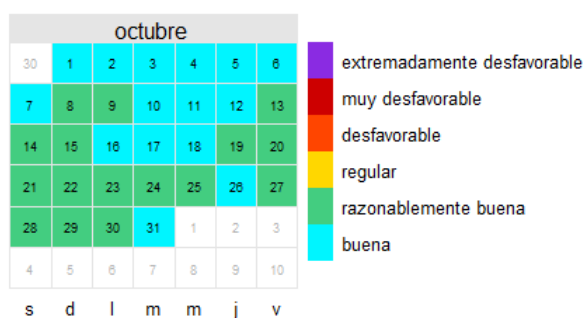 octubre
30 1 2 3 4 5 6
7 8 9 10 11 12 13
14 15 16 17 18 19 20
21 22 23 24 25 26 27
28 29 30 31 1 2 3
4 5 6 7 8 9 10
s d l m m j v
extremadamente desfavorable
muy desfavorable
desfavorable
regular
razonablemente buena
buena